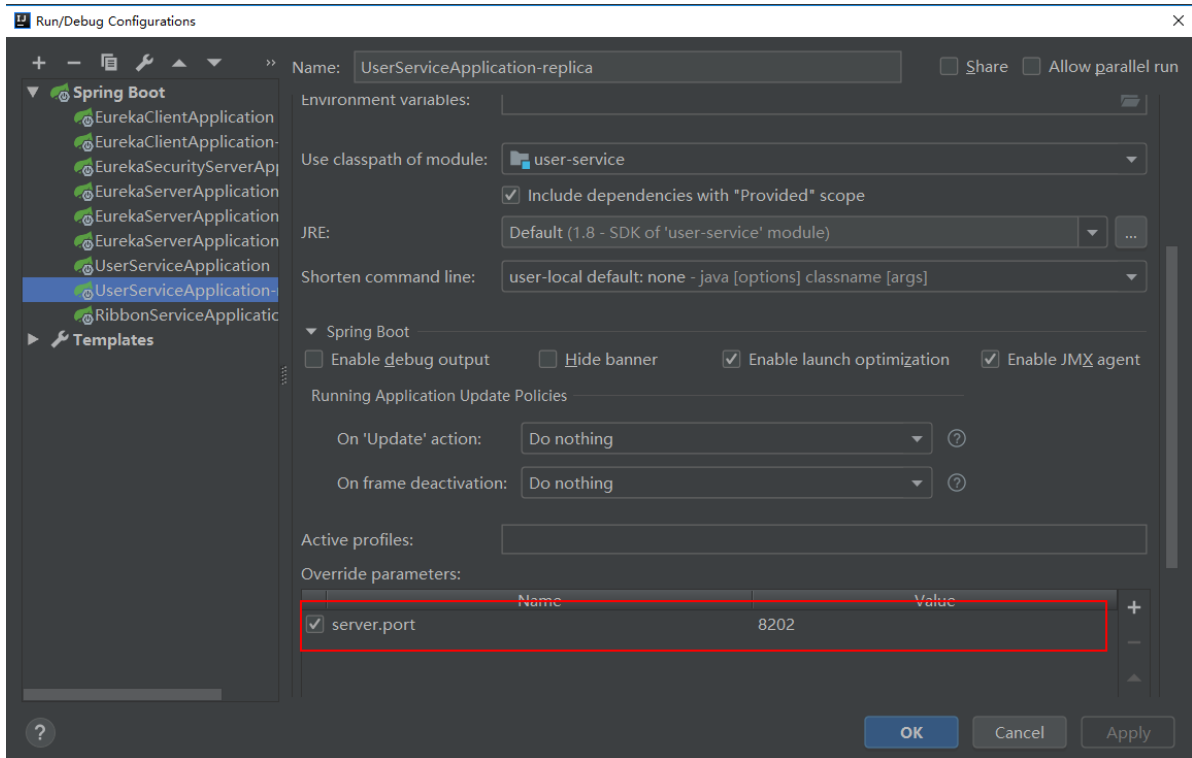 Run/Debug Configurations
Name: UserServiceApplication-replica Share Allow parallel run
Spring Boot
EurekaClientApplication
EurekaClientApplication-
EurekaSecurityServerApp
EurekaServerApplication
EurekaServerApplication
EurekaServerApplication
UserServiceApplication
UserServiceApplication-
RibbonServiceApplicatic
Templates
Environment variables:
Use classpath of module: user-service
Include dependencies with "Provided" scope
JRE: Default (1.8 - SDK of 'user-service' module) ...
Shorten command line: user-local default: none - java [options] classname [args]
Spring Boot
Enable debug output Hide banner Enable launch optimization Enable JMX agent
Running Application Update Policies
On 'Update' action: Do nothing ?
On frame deactivation: Do nothing ?
Active profiles:
Override parameters:
Name Value
server.port 8202
? OK Cancel Apply